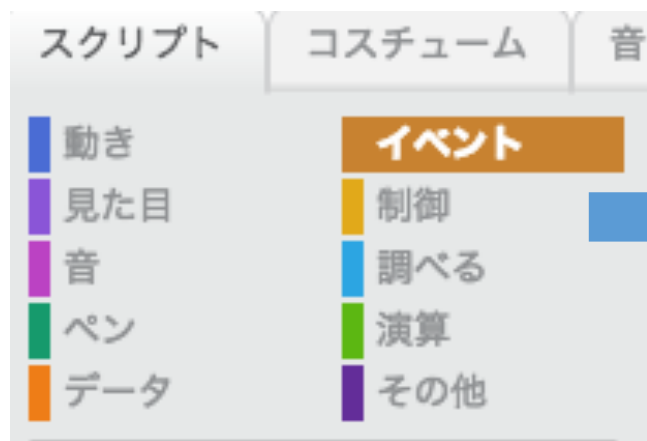 スクリプト コスチューム 音
動き イベント
見た目 制御
音 調べる
ペン 演算
データ その他